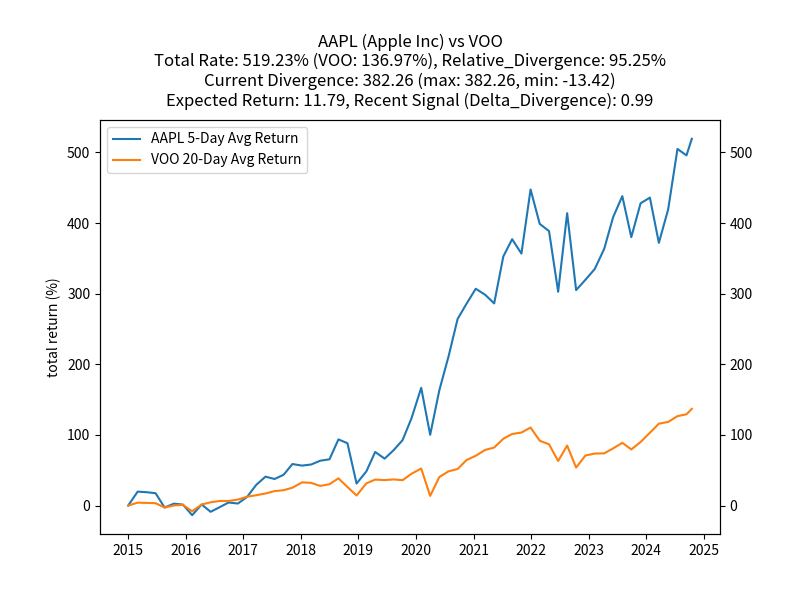 AAPL (Apple Inc) vs VOO
Total Rate: 519.23% (VOO: 136.97%), Relative_Divergence: 95.25%
Current Divergence: 382.26 (max: 382.26, min: -13.42)
Expected Return: 11.79, Recent Signal (Delta_Divergence): 0.99
AAPL 5-Day Avg Return
VOO 20-Day Avg Return
total return (%)
500 500
400 400
300 300
200 200
100 100
0 0
2015 2016 2017 2018 2019 2020 2021 2022 2023 2024 2025